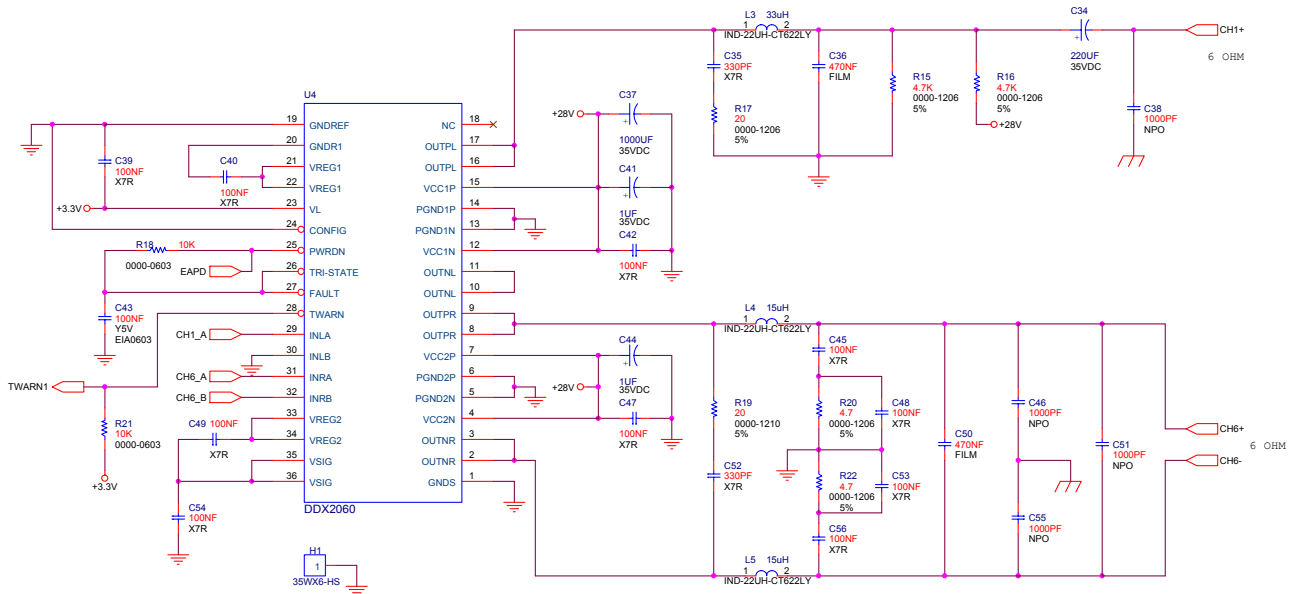 L3 33uH
1 2
IND-22UH-CT622LY
C34
+
220UF
35VDC
CH1+
6 OHM
C35
330PF
X7R
C36
470NF
FILM
R15
4.7K
0000-1206
5%
R16
4.7K
0000-1206
5%
+28V
R17
20
0000-1206
5%
C38
1000PF
NPO
U4
19 GNDREF
20 GNDR1
21 VREG1
22 VREG1
23 VL
24 CONFIG
25 PWRDN
26 TRI-STATE
27 FAULT
28 TWARN
29 INLA
30 INLB
31 INRA
32 INRB
33 VREG2
34 VREG2
35 VSIG
36 VSIG
NC 18
OUTPL 17
OUTPL 16
VCC1P 15
PGND1P 14
PGND1N 13
VCC1N 12
OUTNL 11
OUTNL 10
OUTPR 9
OUTPR 8
VCC2P 7
PGND2P 6
PGND2N 5
VCC2N 4
OUTNR 3
OUTNR 2
GNDS 1
DDX2060
C39
100NF
X7R
C40
100NF
X7R
+3.3V
R18 10K
0000-0603
EAPD
C43
100NF
Y5V
EIA0603
CH1_A
CH6_A
CH6_B
TWARN1
R21
10K
0000-0603
+3.3V
C49 100NF
X7R
C54
100NF
X7R
H1
1
35WX6-HS
C37
+28V
+
1000UF
35VDC
C41
+
1UF
35VDC
C42
100NF
X7R
C44
+
1UF
35VDC
+28V
C47
100NF
X7R
L4 15uH
1 2
IND-22UH-CT622LY
C45
100NF
X7R
R19
20
0000-1210
5%
R20
4.7
0000-1206
5%
C48
100NF
X7R
C46
1000PF
NPO
C50
470NF
FILM
C51
1000PF
NPO
CH6+
6 OHM
CH6-
C52
330PF
X7R
R22
4.7
0000-1206
5%
C53
100NF
X7R
C55
1000PF
NPO
C56
100NF
X7R
L5 15uH
1 2
IND-22UH-CT622LY